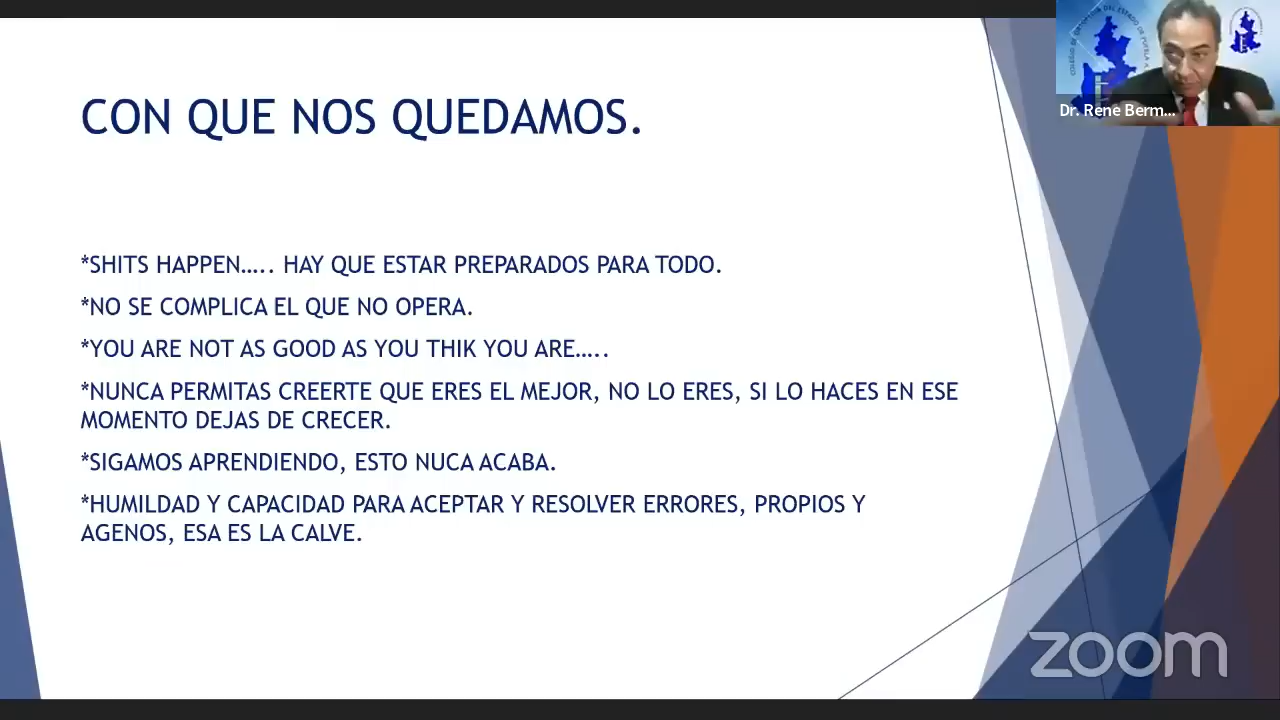 CON QUE NOS QUEDAMOS.
*SHITS HAPPEN….. HAY QUE ESTAR PREPARADOS PARA TODO.
*NO SE COMPLICA EL QUE NO OPERA.
*YOU ARE NOT AS GOOD AS YOU THIK YOU ARE…..
*NUNCA PERMITAS CREERTE QUE ERES EL MEJOR, NO LO ERES, SI LO HACES EN ESE
MOMENTO DEJAS DE CRECER.
*SIGAMOS APRENDIENDO, ESTO NUCA ACABA.
*HUMILDAD Y CAPACIDAD PARA ACEPTAR Y RESOLVER ERRORES, PROPIOS Y
AGENOS, ESA ES LA CALVE.
Dr. Rene Berm...
zoom